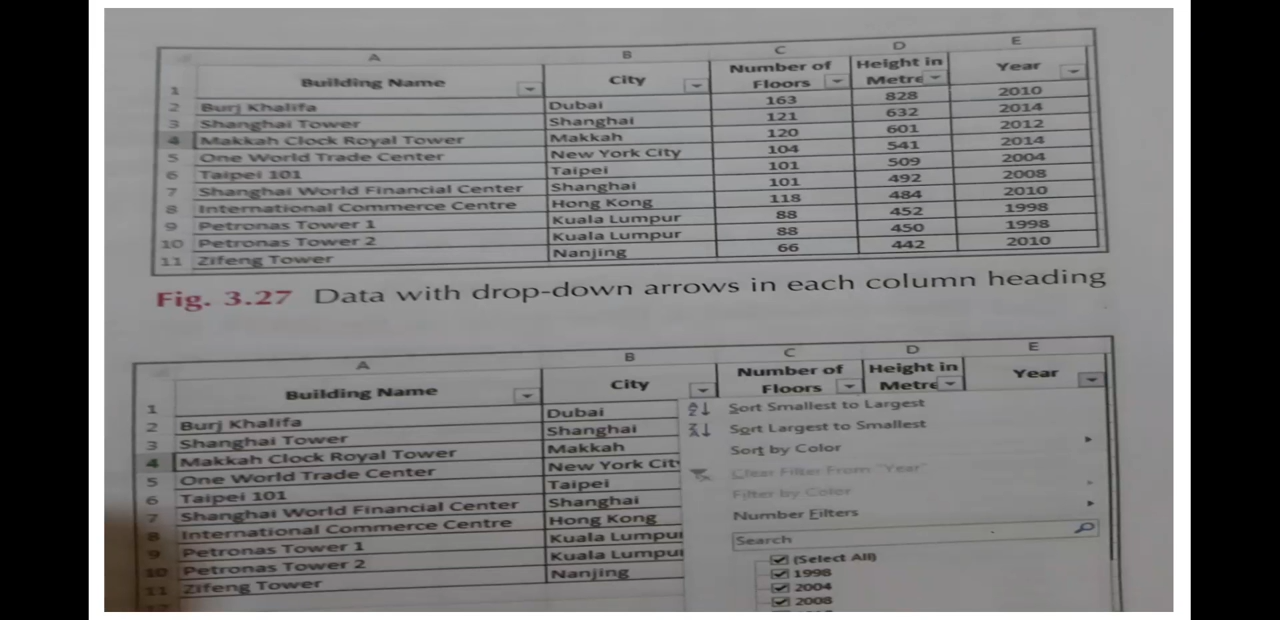 A B C D E
1 Building Name City Number of Floors Height in Metre Year
2 Burj Khalifa Dubai 163 828 2010
3 Shanghai Tower Shanghai 121 632 2014
4 Makkah Clock Royal Tower Makkah 120 601 2012
5 One World Trade Center New York City 104 541 2014
6 Taipei 101 Taipei 101 509 2004
7 Shanghai World Financial Center Shanghai 101 492 2008
8 International Commerce Centre Hong Kong 118 484 2010
9 Petronas Tower 1 Kuala Lumpur 88 452 1998
10 Petronas Tower 2 Kuala Lumpur 88 450 1998
11 Zifeng Tower Nanjing 66 442 2010
Fig. 3.27 Data with drop-down arrows in each column heading
A B C D E
1 Building Name City Number of Floors Height in Metre Year
2 Burj Khalifa Dubai
3 Shanghai Tower Shanghai
4 Makkah Clock Royal Tower Makkah
5 One World Trade Center New York Cit
6 Taipei 101 Taipei
7 Shanghai World Financial Center Shanghai
8 International Commerce Centre Hong Kong
9 Petronas Tower 1 Kuala Lumpu
10 Petronas Tower 2 Kuala Lumpu
11 Zifeng Tower Nanjing
Sort Smallest to Largest
Sort Largest to Smallest
Sort by Color
Clear Filter From "Year"
Filter by Color
Number Filters
Search
(Select All)
1998
2004
2008